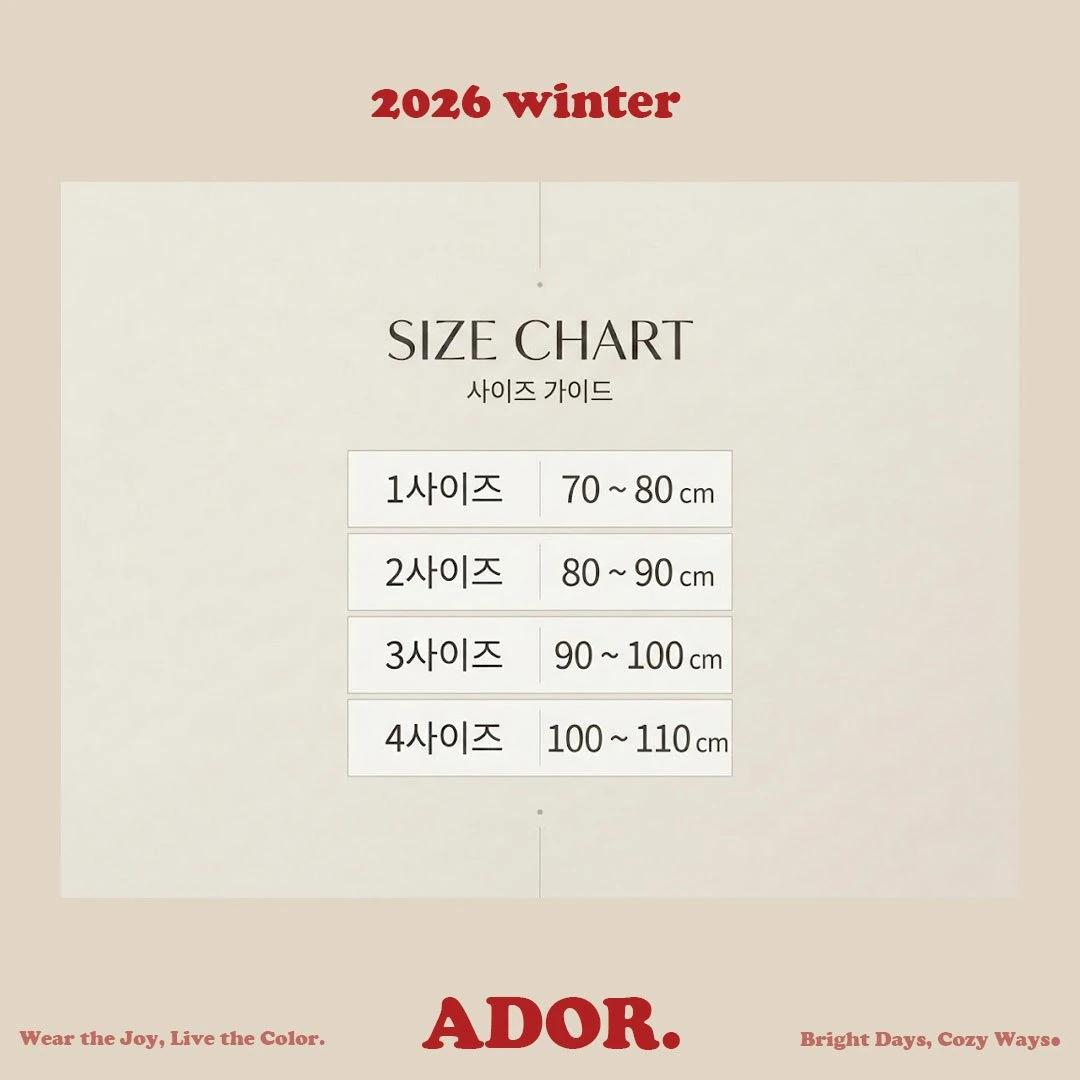 2026 winter
SIZE CHART
사이즈 가이드
1사이즈 70 ~ 80 cm
2사이즈 80 ~ 90 cm
3사이즈 90 ~ 100 cm
4사이즈 100 ~ 110 cm
Wear the Joy, Live the Color.
ADOR.
Bright Days, Cozy Ways.